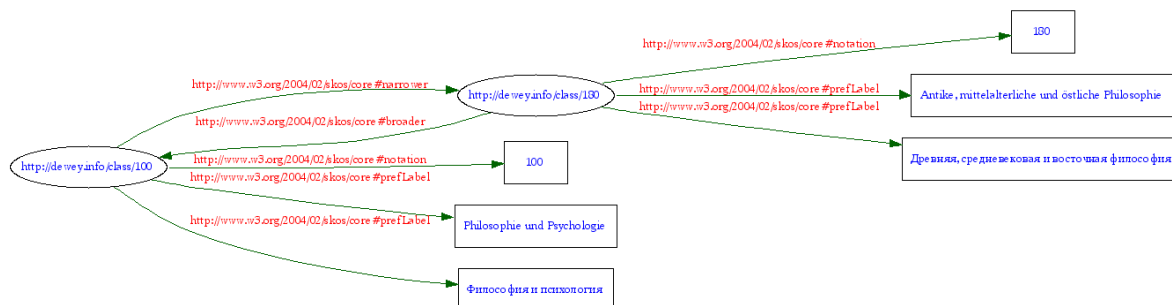 180
http://www.w3.org/2004/02/skos/core#notation
http://www.w3.org/2004/02/skos/core#narrower
http://dewey.info/class/180
http://www.w3.org/2004/02/skos/core#prefLabel
Antike, mittelalterliche und östliche Philosophie
http://www.w3.org/2004/02/skos/core#prefLabel
http://www.w3.org/2004/02/skos/core#broader
Древняя, средневековая и восточная философия
http://dewey.info/class/100
http://www.w3.org/2004/02/skos/core#notation
100
http://www.w3.org/2004/02/skos/core#prefLabel
http://www.w3.org/2004/02/skos/core#prefLabel
Philosophie und Psychologie
Философия и психология